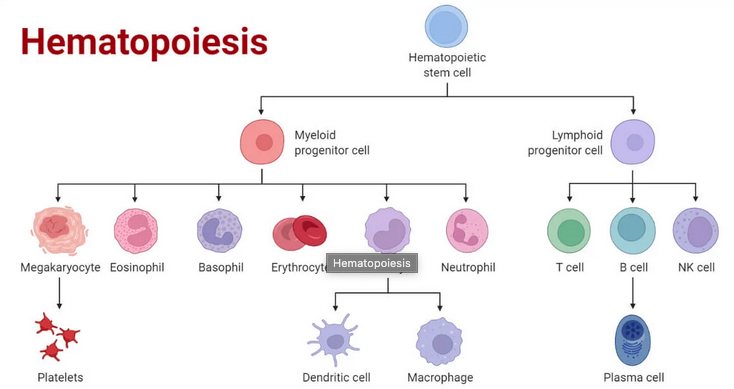 Hematopoiesis
Hematopoietic
stem cell
Myeloid
progenitor cell
Lymphoid
progenitor cell
Megakaryocyte
Eosinophil
Basophil
Erythrocyte
Hematopoiesis
Neutrophil
T cell
B cell
NK cell
Platelets
Dendritic cell
Macrophage
Plasma cell